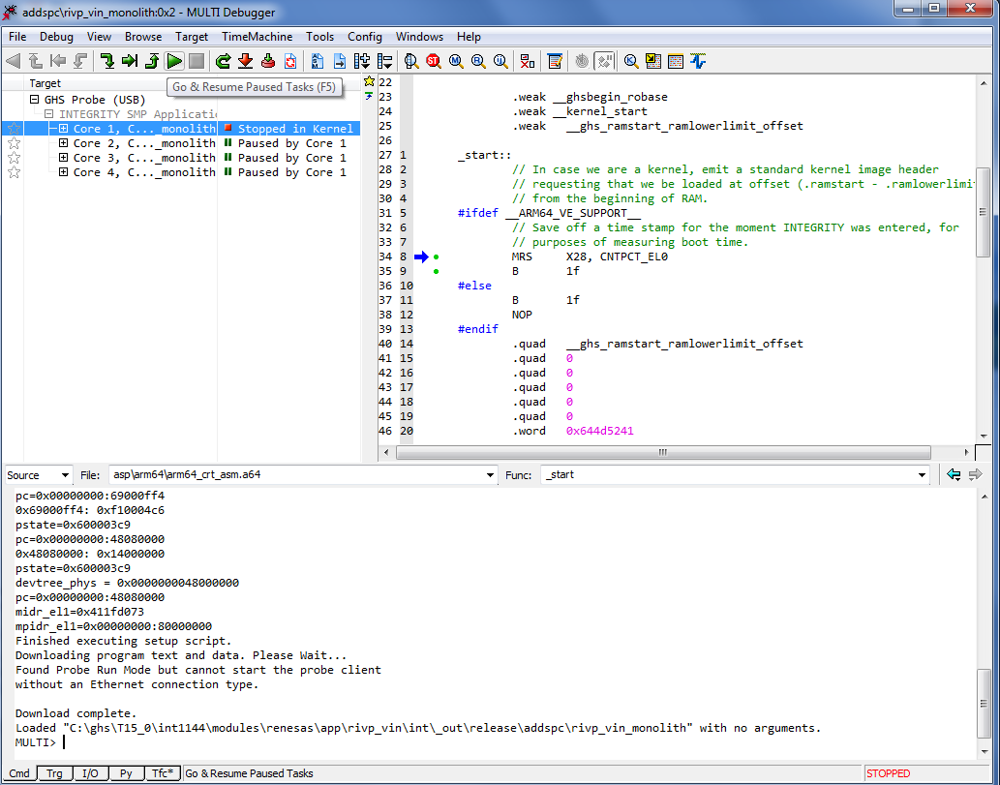 addspc\rivp_vin_monolith:0x2 - MULTI Debugger
File Debug View Browse Target TimeMachine Tools Config Windows Help
Target
Go & Resume Paused Tasks (F5)
GHS Probe (USB)
INTEGRITY SMP Applicatio
Core 1, C..._monolith Stopped in Kernel
Core 2, C..._monolith Paused by Core 1
Core 3, C..._monolith Paused by Core 1
Core 4, C..._monolith Paused by Core 1
22
23 .weak __ghsbegin_robase
24 .weak __kernel_start
25 .weak __ghs_ramstart_ramlowerlimit_offset
26
27 1 _start::
28 2 // In case we are a kernel, emit a standard kernel image header
29 3 // requesting that we be loaded at offset (.ramstart - .ramlowerlimit
30 4 // from the beginning of RAM.
31 5 #ifdef __ARM64_VE_SUPPORT__
32 6 // Save off a time stamp for the moment INTEGRITY was entered, for
33 7 // purposes of measuring boot time.
34 8 MRS X28, CNTPCT_EL0
35 9 B 1f
36 10 #else
37 11 B 1f
38 12 NOP
39 13 #endif
40 14 .quad __ghs_ramstart_ramlowerlimit_offset
41 15 .quad 0
42 16 .quad 0
43 17 .quad 0
44 18 .quad 0
45 19 .quad 0
46 20 .word 0x644d5241
Source File: asp\arm64\arm64_crt_asm.a64 Func: _start
pc=0x00000000:69000ff4
0x69000ff4: 0xf10004c6
pstate=0x600003c9
pc=0x00000000:48080000
0x48080000: 0x14000000
pstate=0x600003c9
devtree_phys = 0x0000000048000000
pc=0x00000000:48080000
midr_el1=0x411fd073
mpidr_el1=0x00000000:80000000
Finished executing setup script.
Downloading program text and data. Please Wait...
Found Probe Run Mode but cannot start the probe client
without an Ethernet connection type.
Download complete.
Loaded "C:\ghs\T15_0\int1144\modules\renesas\app\rivp_vin\int\_out\release\addspc\rivp_vin_monolith" with no arguments.
MULTI>
Cmd Trg I/O Py Tfc* Go & Resume Paused Tasks STOPPED